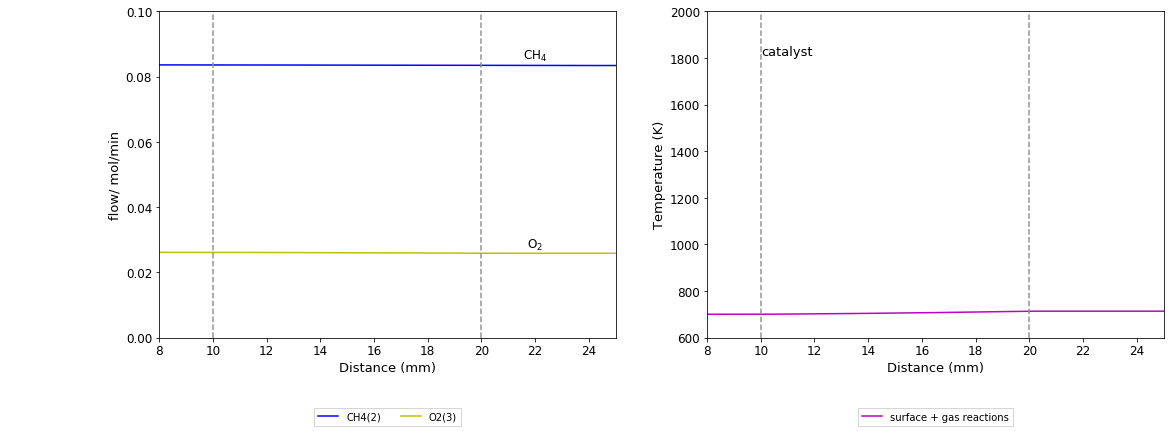 0.10
0.08
0.06
0.04
0.02
0.00
flow/ mol/min
CH₄
O₂
8 10 12 14 16 18 20 22 24
Distance (mm)
CH4(2) O2(3)
2000
1800
1600
1400
1200
1000
800
600
Temperature (K)
catalyst
8 10 12 14 16 18 20 22 24
Distance (mm)
surface + gas reactions